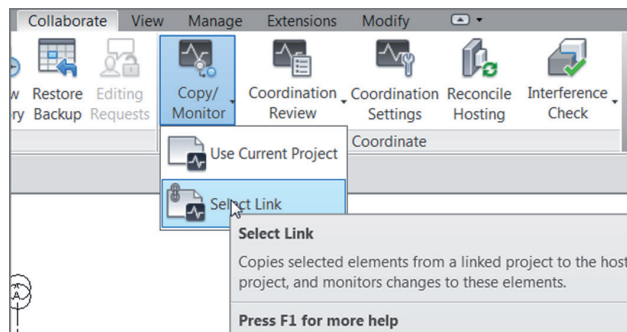 Collaborate View Manage Extensions Modify
w Restore Editing Copy/ Coordination Coordination Reconcile Interference
ry Backup Requests Monitor Review Settings Hosting Check
Coordinate
Use Current Project
Select Link
Select Link
Copies selected elements from a linked project to the host
project, and monitors changes to these elements.
Press F1 for more help
A